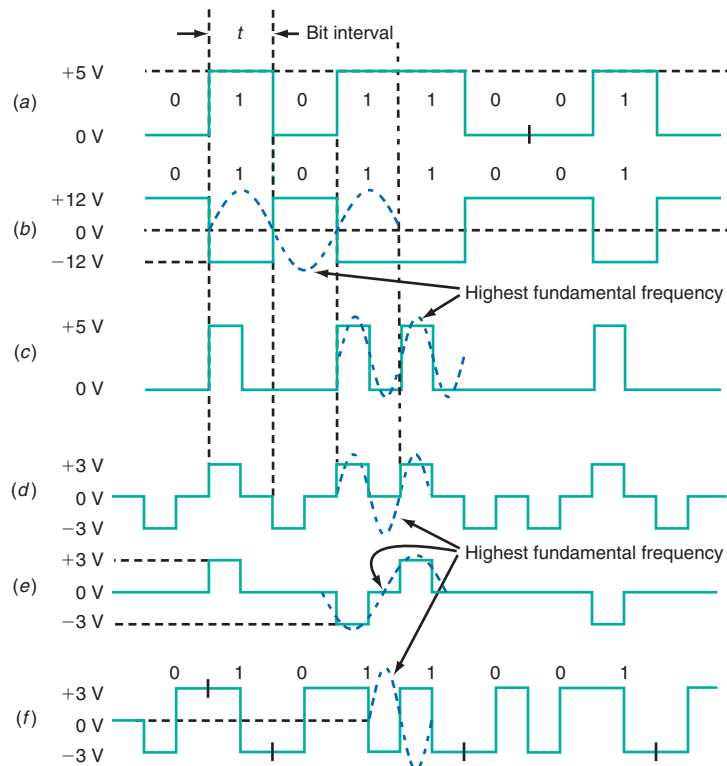 t Bit interval
+5 V
(a) 0 1 0 1 1 0 0 1
0 V
0 1 0 1 1 0 0 1
+12 V
(b) 0 V
−12 V
Highest fundamental frequency
+5 V
(c)
0 V
+3 V
(d) 0 V
−3 V
Highest fundamental frequency
+3 V
(e) 0 V
−3 V
0 1 0 1 1 0 0 1
+3 V
(f) 0 V
−3 V